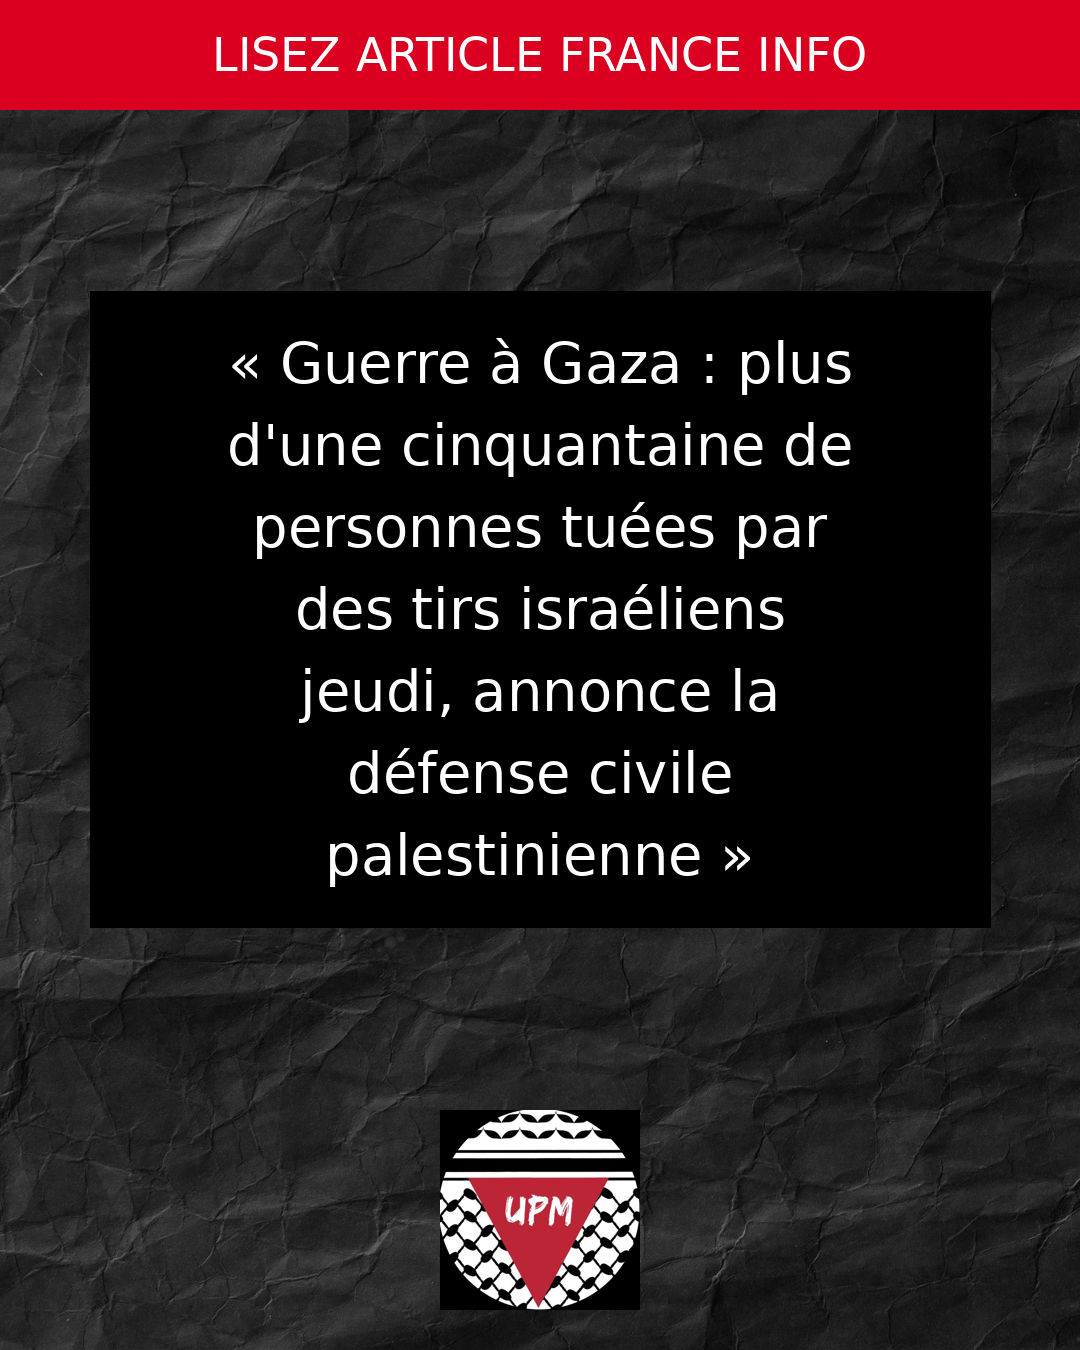 LISEZ ARTICLE FRANCE INFO
« Guerre à Gaza : plus
d'une cinquantaine de
personnes tuées par
des tirs israéliens
jeudi, annonce la
défense civile
palestinienne »
UPM